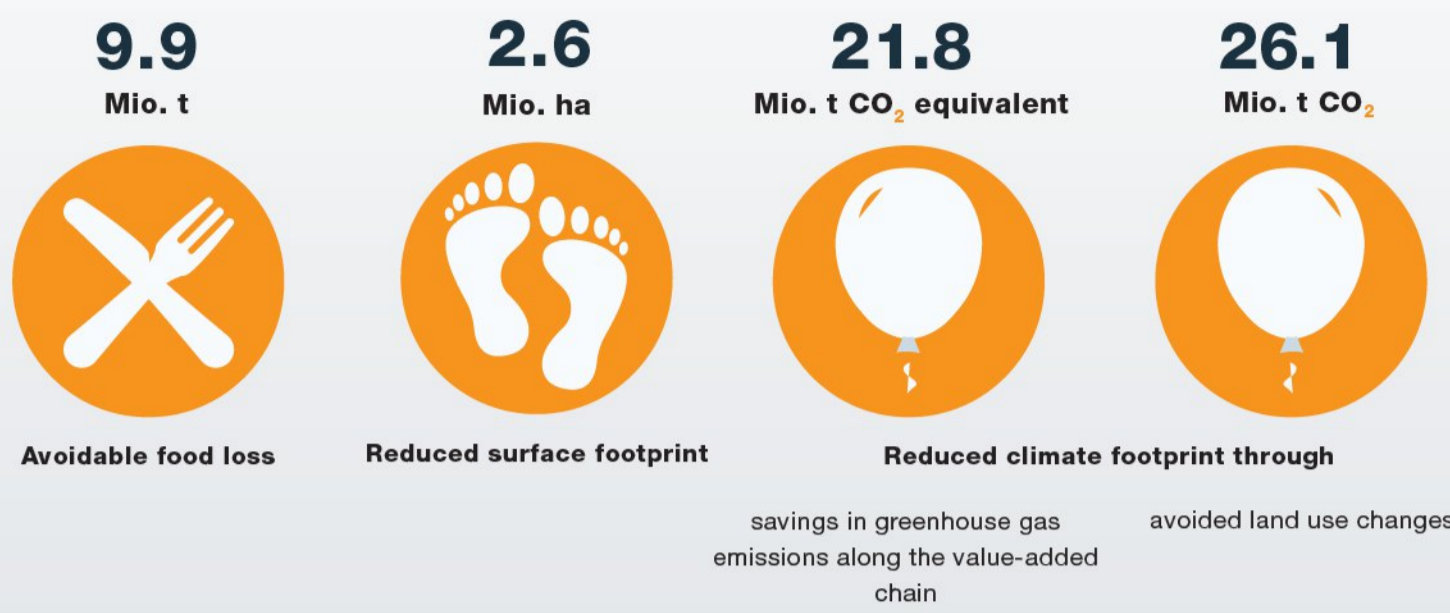 9.9
Mio. t
Avoidable food loss
2.6
Mio. ha
Reduced surface footprint
21.8
Mio. t CO₂ equivalent
26.1
Mio. t CO₂
Reduced climate footprint through
savings in greenhouse gas
emissions along the value-added
chain
avoided land use changes